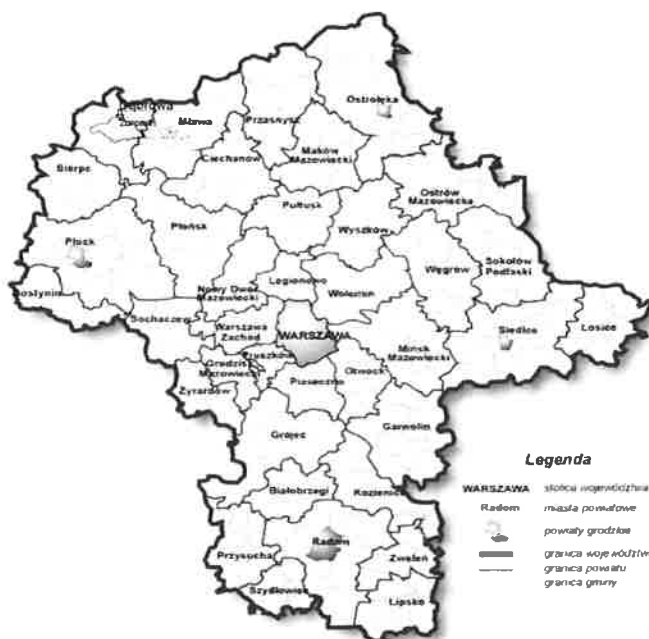 Ostrołęka
Żuromin
Mława
Przasnysz
Ciechanów
Maków
Mazowiecki
Sierpc
Ostrów
Mazowiecka
Pułtusk
Płońsk
Wyszków
Płock
Sokołów
Podlaski
Węgrów
Legionowo
Nowy Dwór
Mazowiecki
Wołomin
Gostynin
Sochaczew
Warszawa
Zachod
WARSZAWA
Siedlce
Łosice
Mińsk
Mazowiecki
Pruszków
Grodzisk
Mazowiecki
Otwock
Piaseczno
Żyrardów
Garwolin
Grójec
Białobrzegi
Kozienice
Radom
Przysucha
Zwoleń
Szydłowiec
Lipsko
Legenda
WARSZAWA stolica województwa
Radom miasta powiatowe
powiaty grodzkie
granica województw
granica powiatu
granica gminy